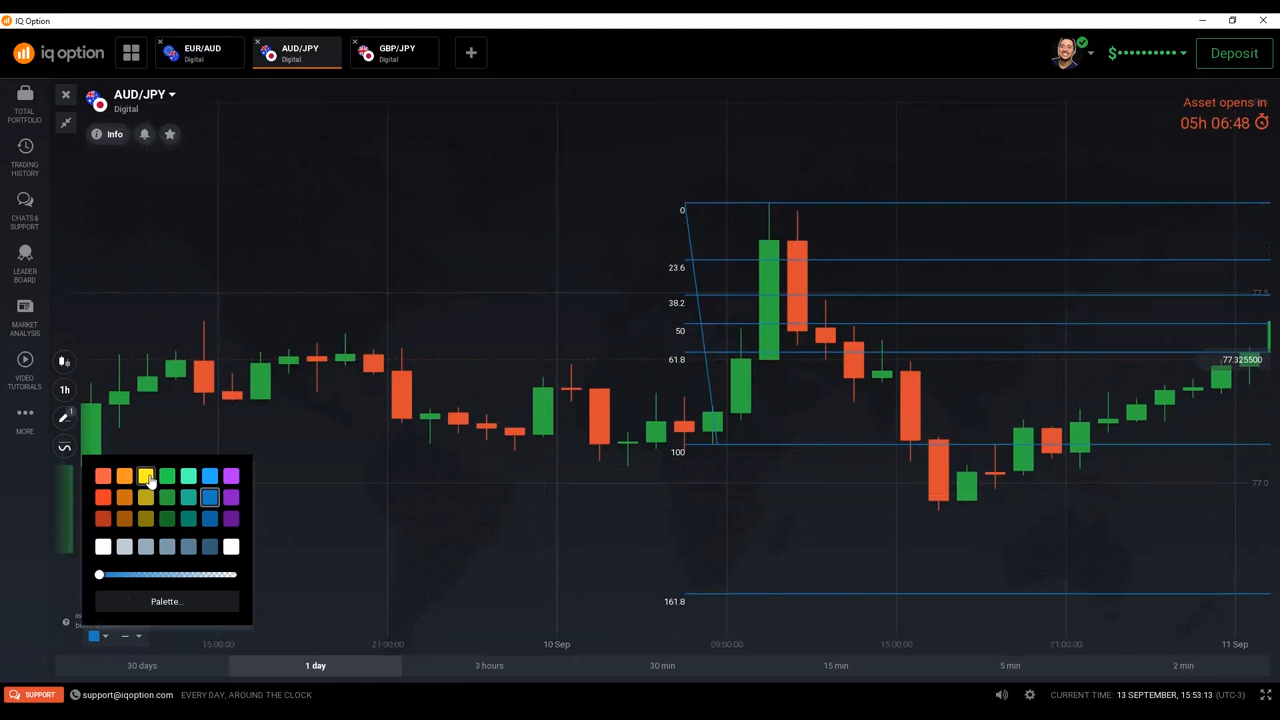 IQ Option
iq option
EUR/AUD
Digital
AUD/JPY
Digital
GBP/JPY
Digital
$••••••••••
Deposit
TOTAL
PORTFOLIO
TRADING
HISTORY
CHATS &
SUPPORT
LEADER
BOARD
MARKET
ANALYSIS
VIDEO
TUTORIALS
MORE
AUD/JPY
Digital
Info
Asset opens in
05h 06:48
0
23.6
38.2
50
61.8
100
161.8
77.5
77.325500
77.0
1h
1
Palette...
15:00:00
21:00:00
10 Sep
09:00:00
15:00:00
21:00:00
11 Sep
30 days
1 day
3 hours
30 min
15 min
5 min
2 min
SUPPORT
support@iqoption.com
EVERY DAY, AROUND THE CLOCK
CURRENT TIME: 13 SEPTEMBER, 15:53:13 (UTC-3)